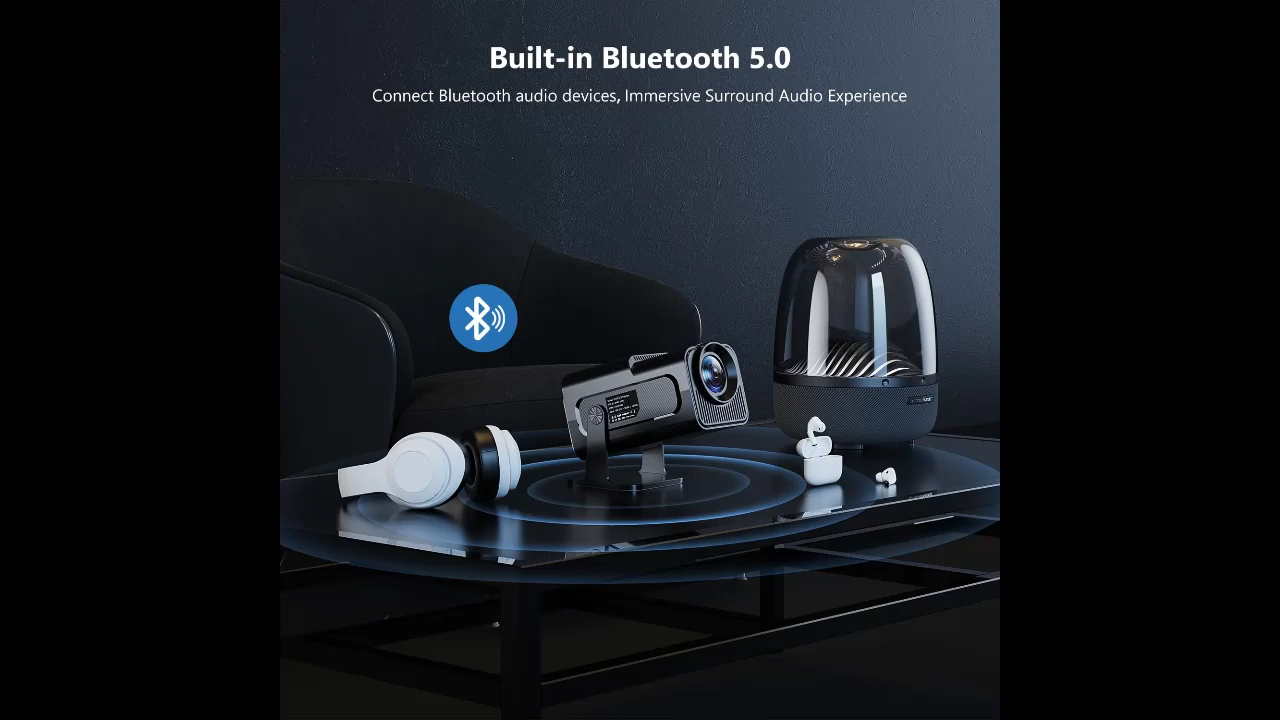 Built-in Bluetooth 5.0
Connect Bluetooth audio devices, Immersive Surround Audio Experience